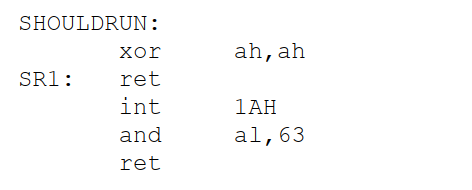 SHOULDRUN:
xor ah,ah
SR1: ret
int 1AH
and al,63
ret